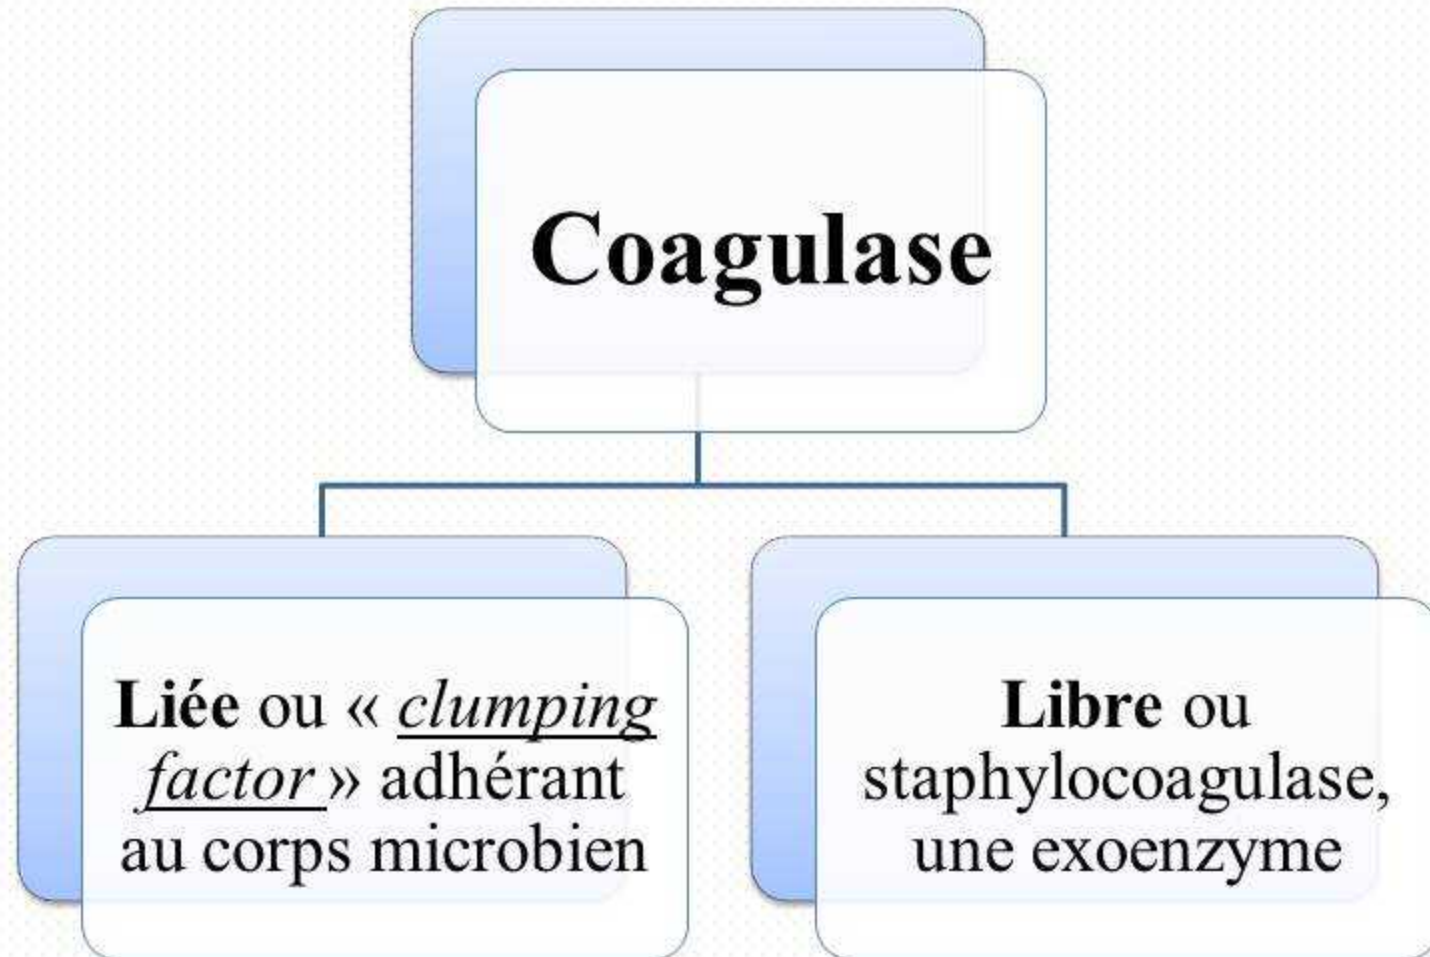 Coagulase
Liée ou « clumping
factor » adhérant
au corps microbien
Libre ou
staphylocoagulase,
une exoenzyme